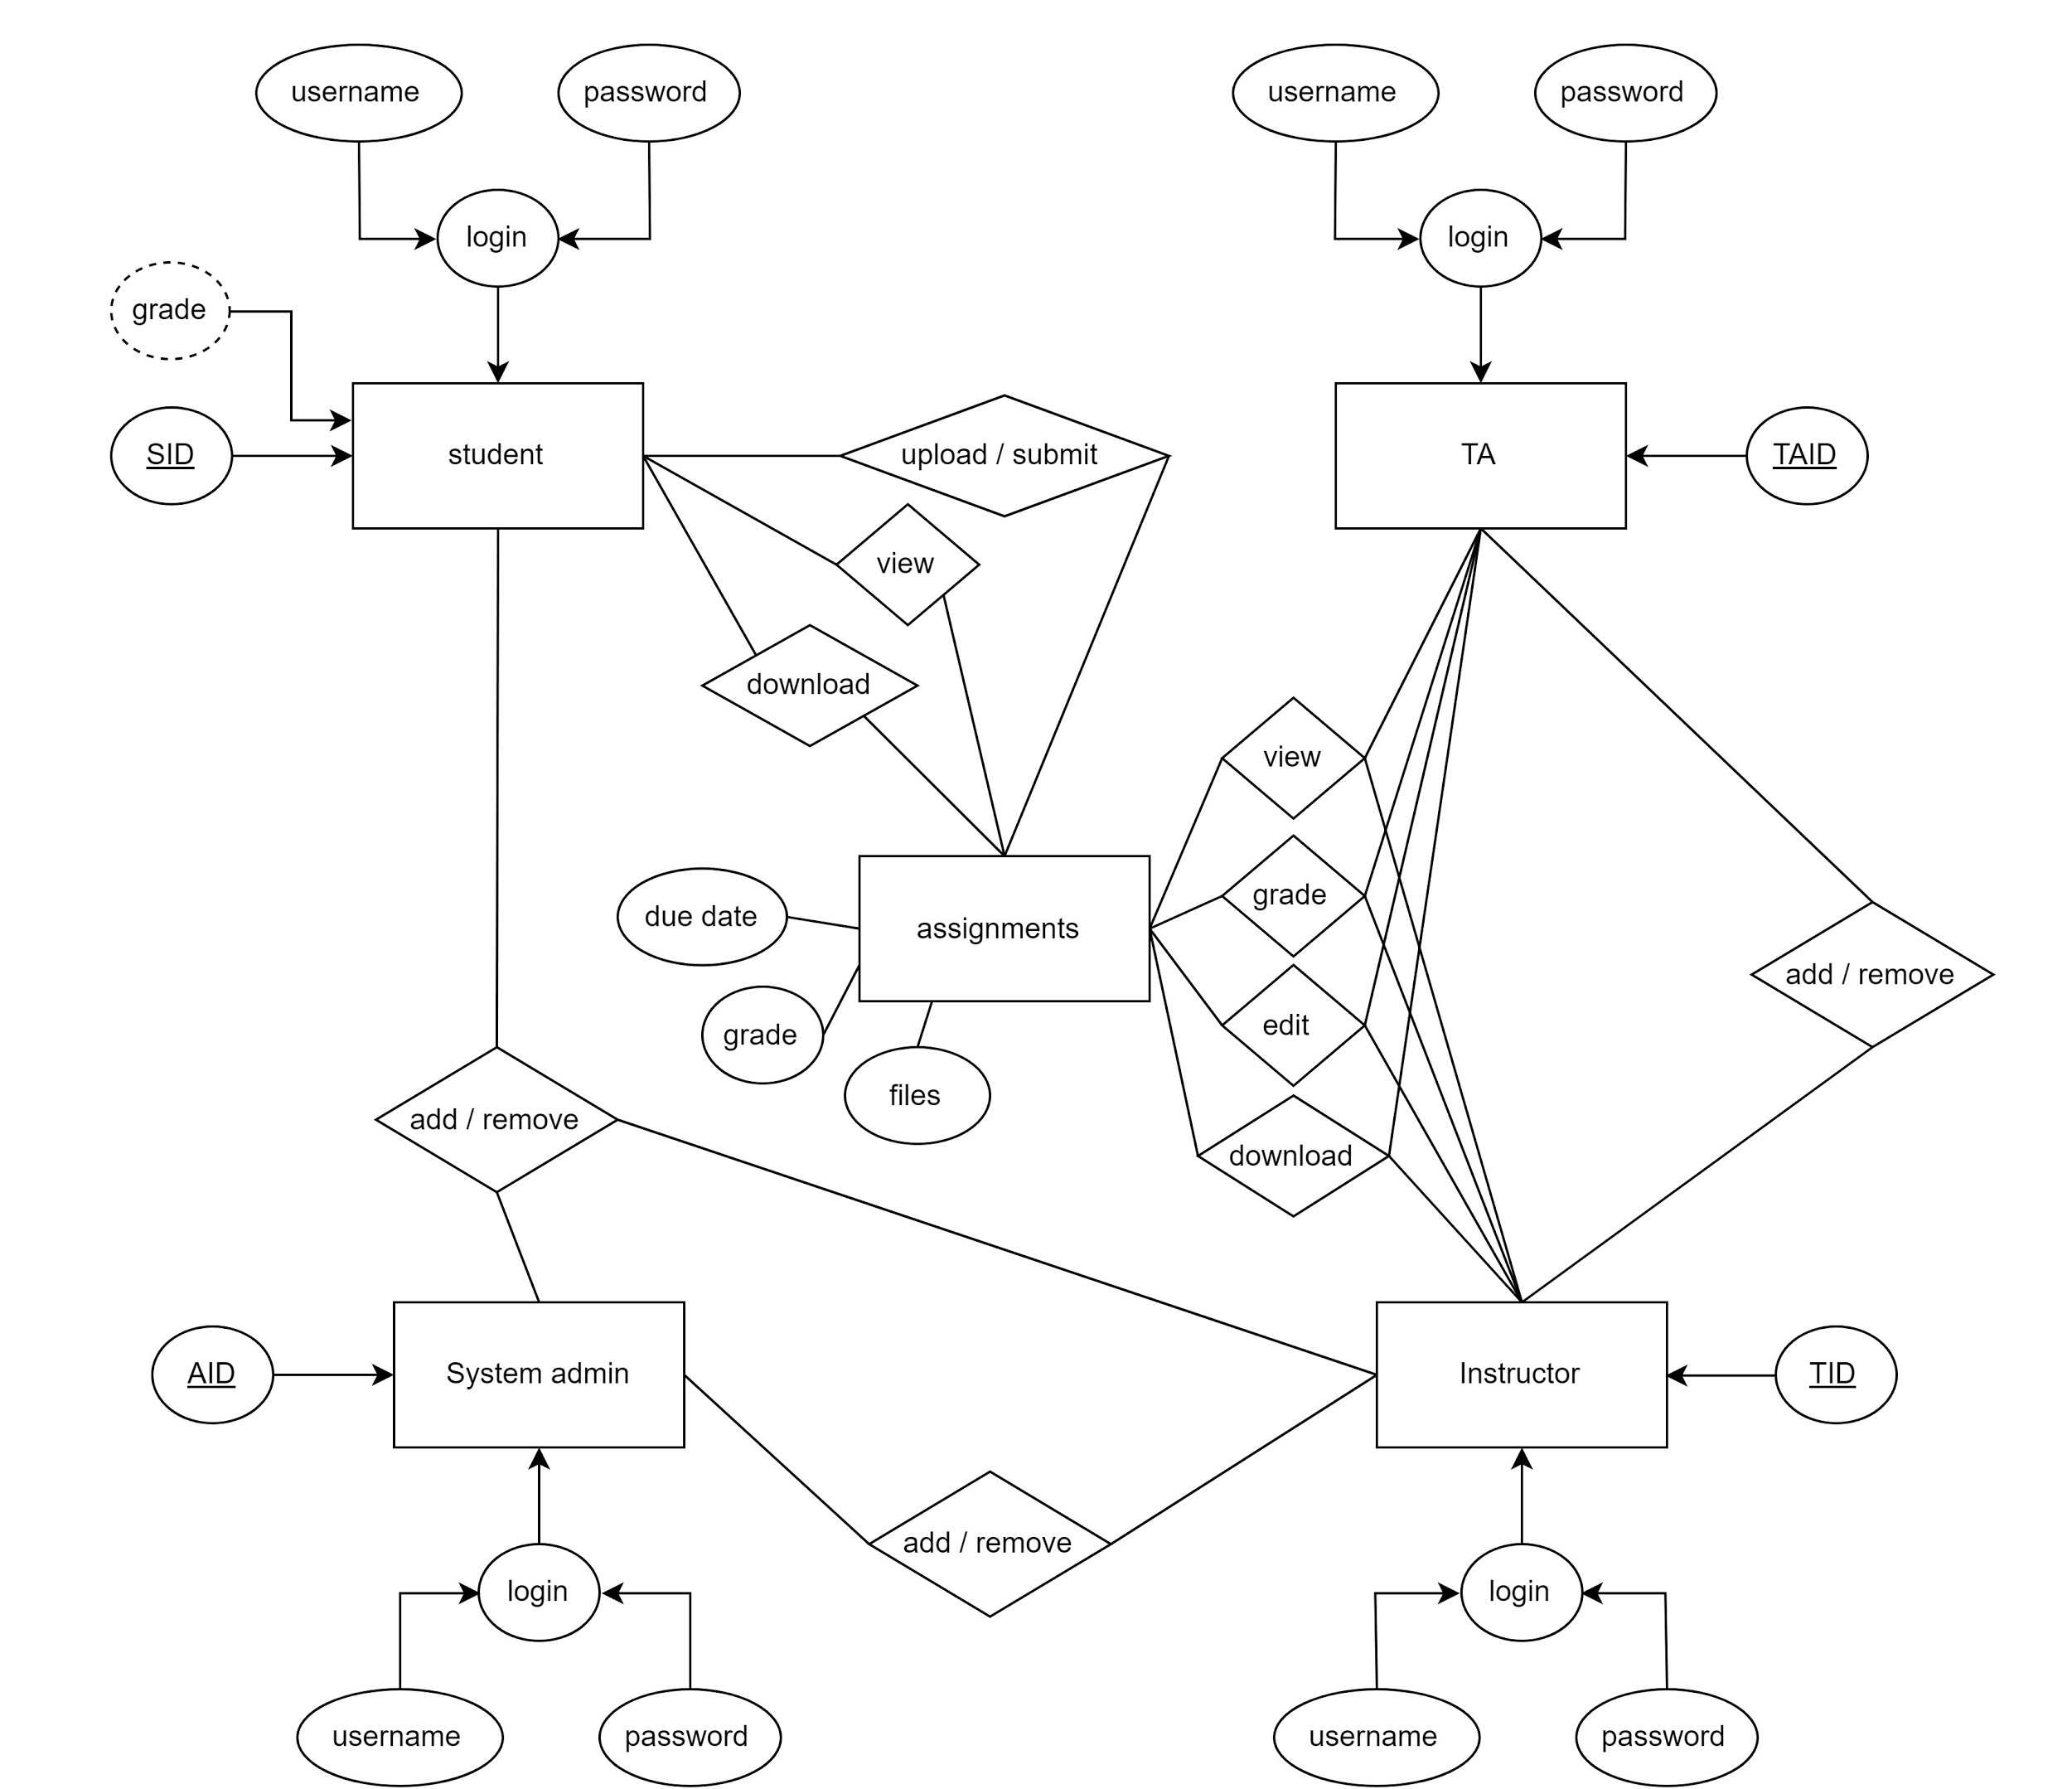 username
password
username
password
login
login
grade
SID
student
upload / submit
TA
TAID
view
download
view
grade
due date
assignments
add / remove
edit
grade
files
add / remove
download
AID
System admin
Instructor
TID
add / remove
login
login
username
password
username
password